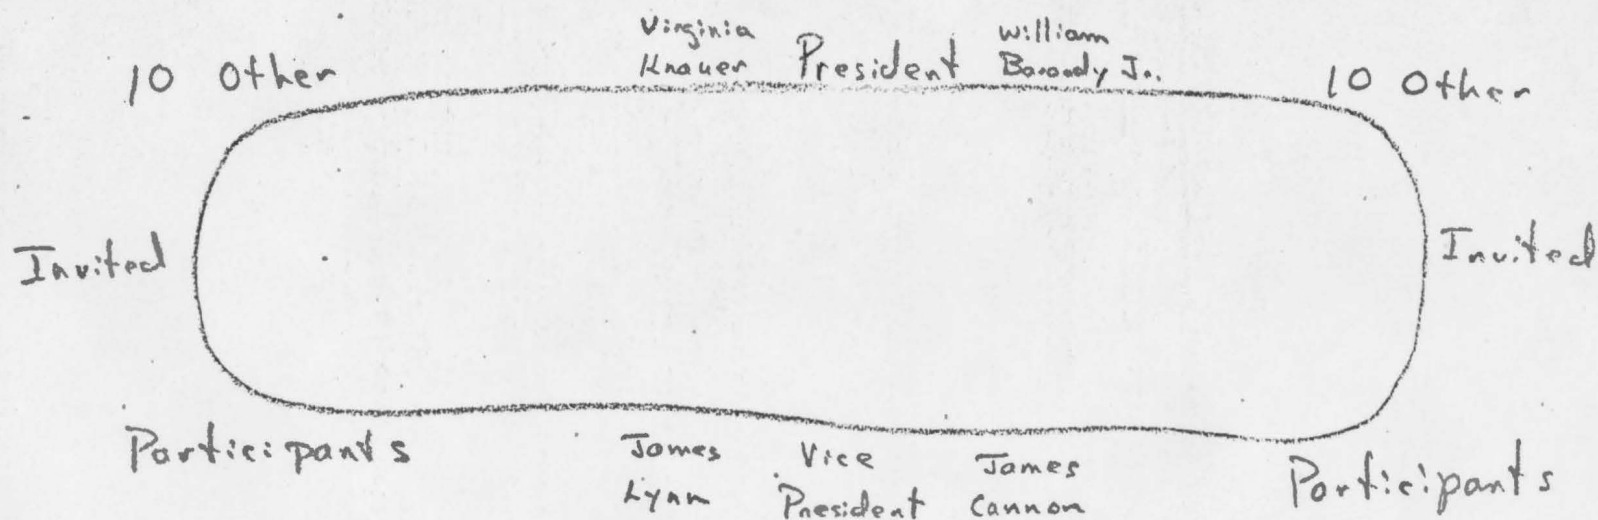 10 Other
Virginia
Knauer
President
William
Baroody Jr.
10 Other
Invited
Invited
Participants
James
Lynn
Vice
President
James
Cannon
Participants